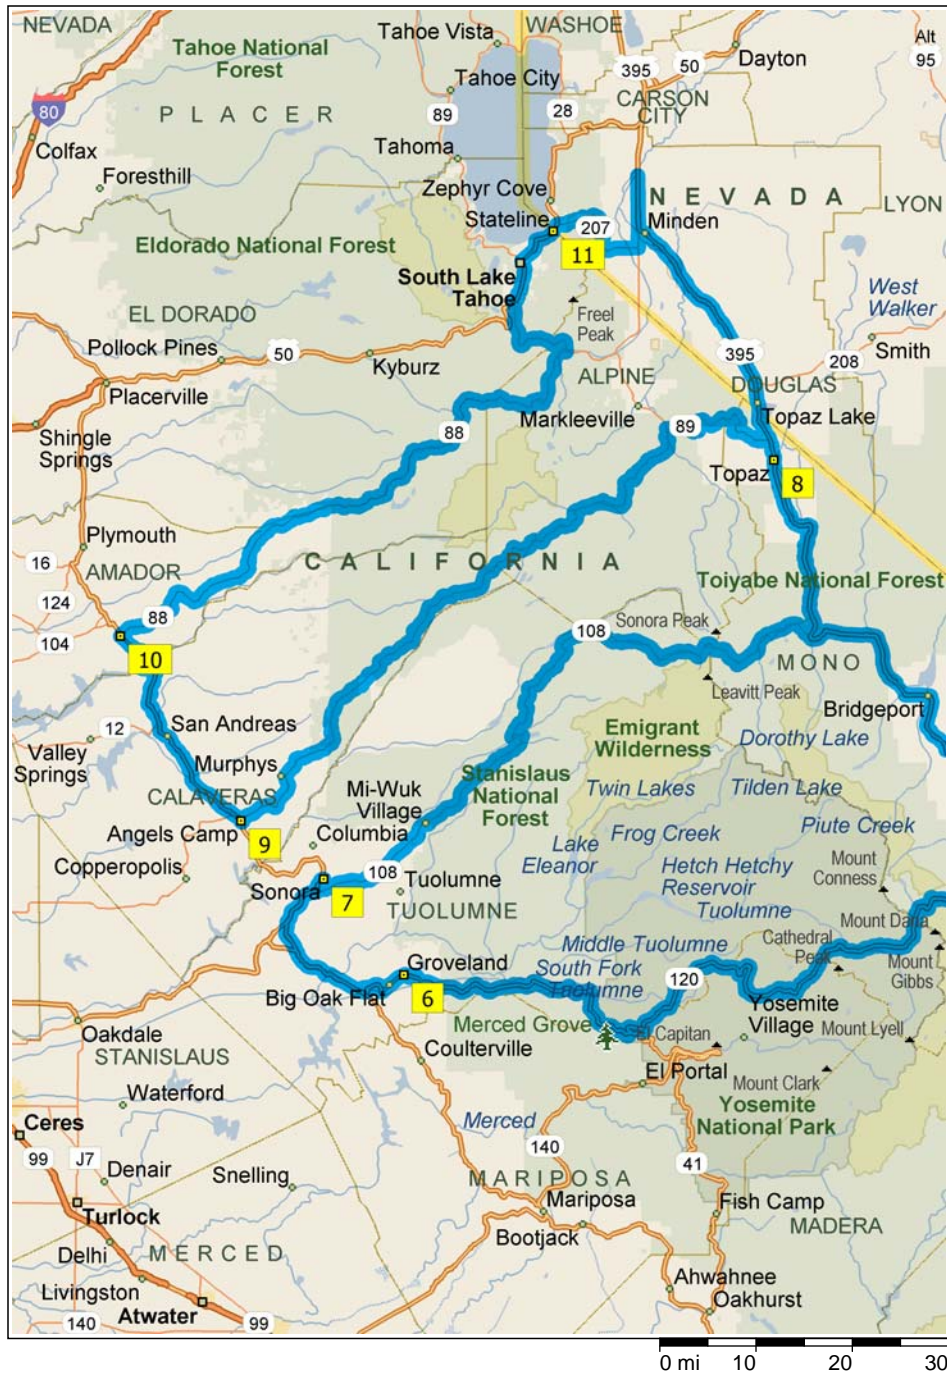 NEVADA
WASHOE
Tahoe Vista
Alt
95
Tahoe National
Forest
395
50
Dayton
Tahoe City
80
PLACER
89
28
CARSON
CITY
Colfax
Tahoma
Foresthill
Zephyr Cove
NEVADA
LYON
Stateline
207
Minden
Eldorado National Forest
11
South Lake
Tahoe
West
Walker
Freel
Peak
EL DORADO
Pollock Pines
50
Kyburz
395
208
Smith
Placerville
ALPINE
DOUGLAS
Markleeville
Topaz Lake
Shingle
Springs
88
89
Topaz
8
Plymouth
16
CALIFORNIA
AMADOR
Toiyabe National Forest
124
88
Sonora Peak
104
108
10
MONO
Leavitt Peak
San Andreas
Bridgeport
12
Valley
Springs
Emigrant
Wilderness
Dorothy Lake
Murphys
Stanislaus
National
Forest
Mi-Wuk
Village
Twin Lakes
Tilden Lake
CALAVERAS
Angels Camp
Columbia
Frog Creek
Piute Creek
9
Lake
Eleanor
Copperopolis
Hetch Hetchy
Reservoir
Mount
Conness
108
Sonora
Tuolumne
7
TUOLUMNE
Tuolumne
Mount Dana
Middle Tuolumne
Cathedral
Peak
Groveland
South Fork
Tuolumne
Mount
Gibbs
Big Oak Flat
6
120
Yosemite
Village
Oakdale
Merced Grove
El Capitan
Mount Lyell
STANISLAUS
Coulterville
El Portal
Mount Clark
Waterford
Yosemite
National Park
Ceres
Merced
99
J7
140
Denair
Snelling
41
MARIPOSA
Turlock
Mariposa
Fish Camp
Bootjack
MADERA
Delhi
MERCED
Livingston
Ahwahnee
Atwater
Oakhurst
140
99
0 mi
10
20
30